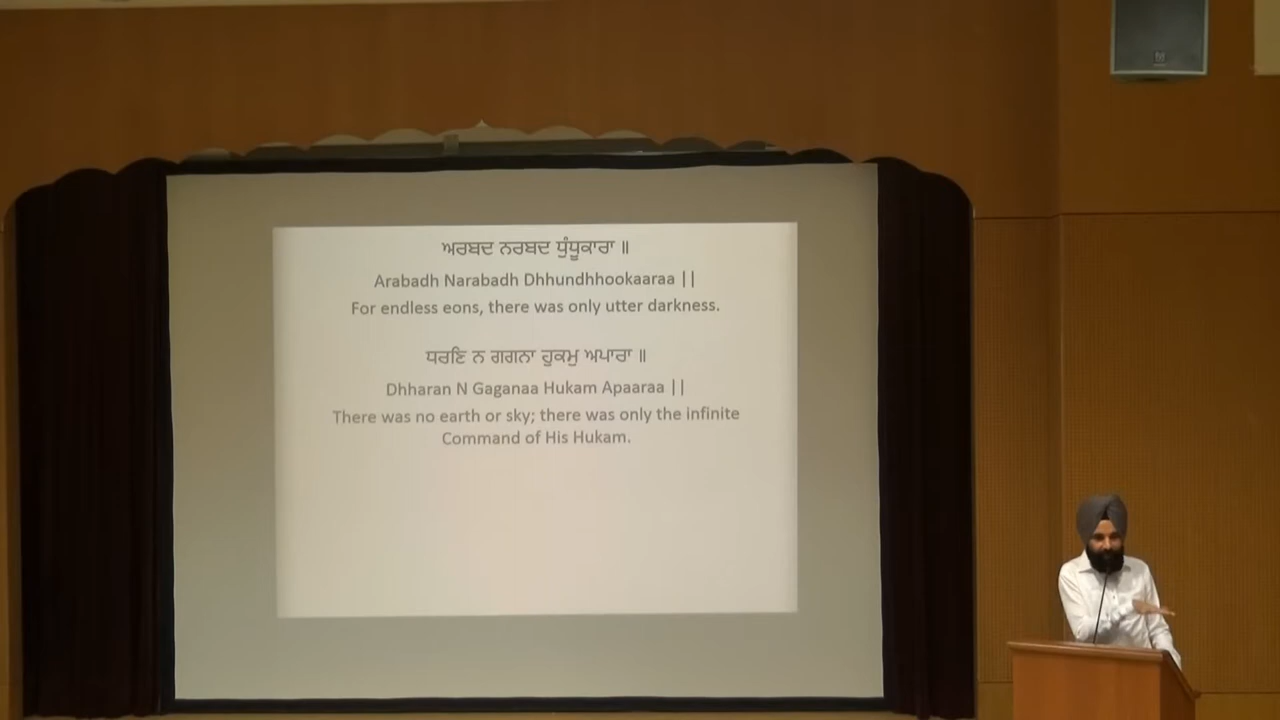 ਅਰਬਦ ਨਰਬਦ ਧੁੰਧੂਕਾਰਾ ॥
Arabadh Narabadh Dhhundhhookaaraa ||
For endless eons, there was only utter darkness.
ਧਰਣਿ ਨ ਗਗਨਾ ਹੁਕਮੁ ਅਪਾਰਾ ॥
Dhharan N Gaganaa Hukam Apaaraa ||
There was no earth or sky; there was only the infinite
Command of His Hukam.